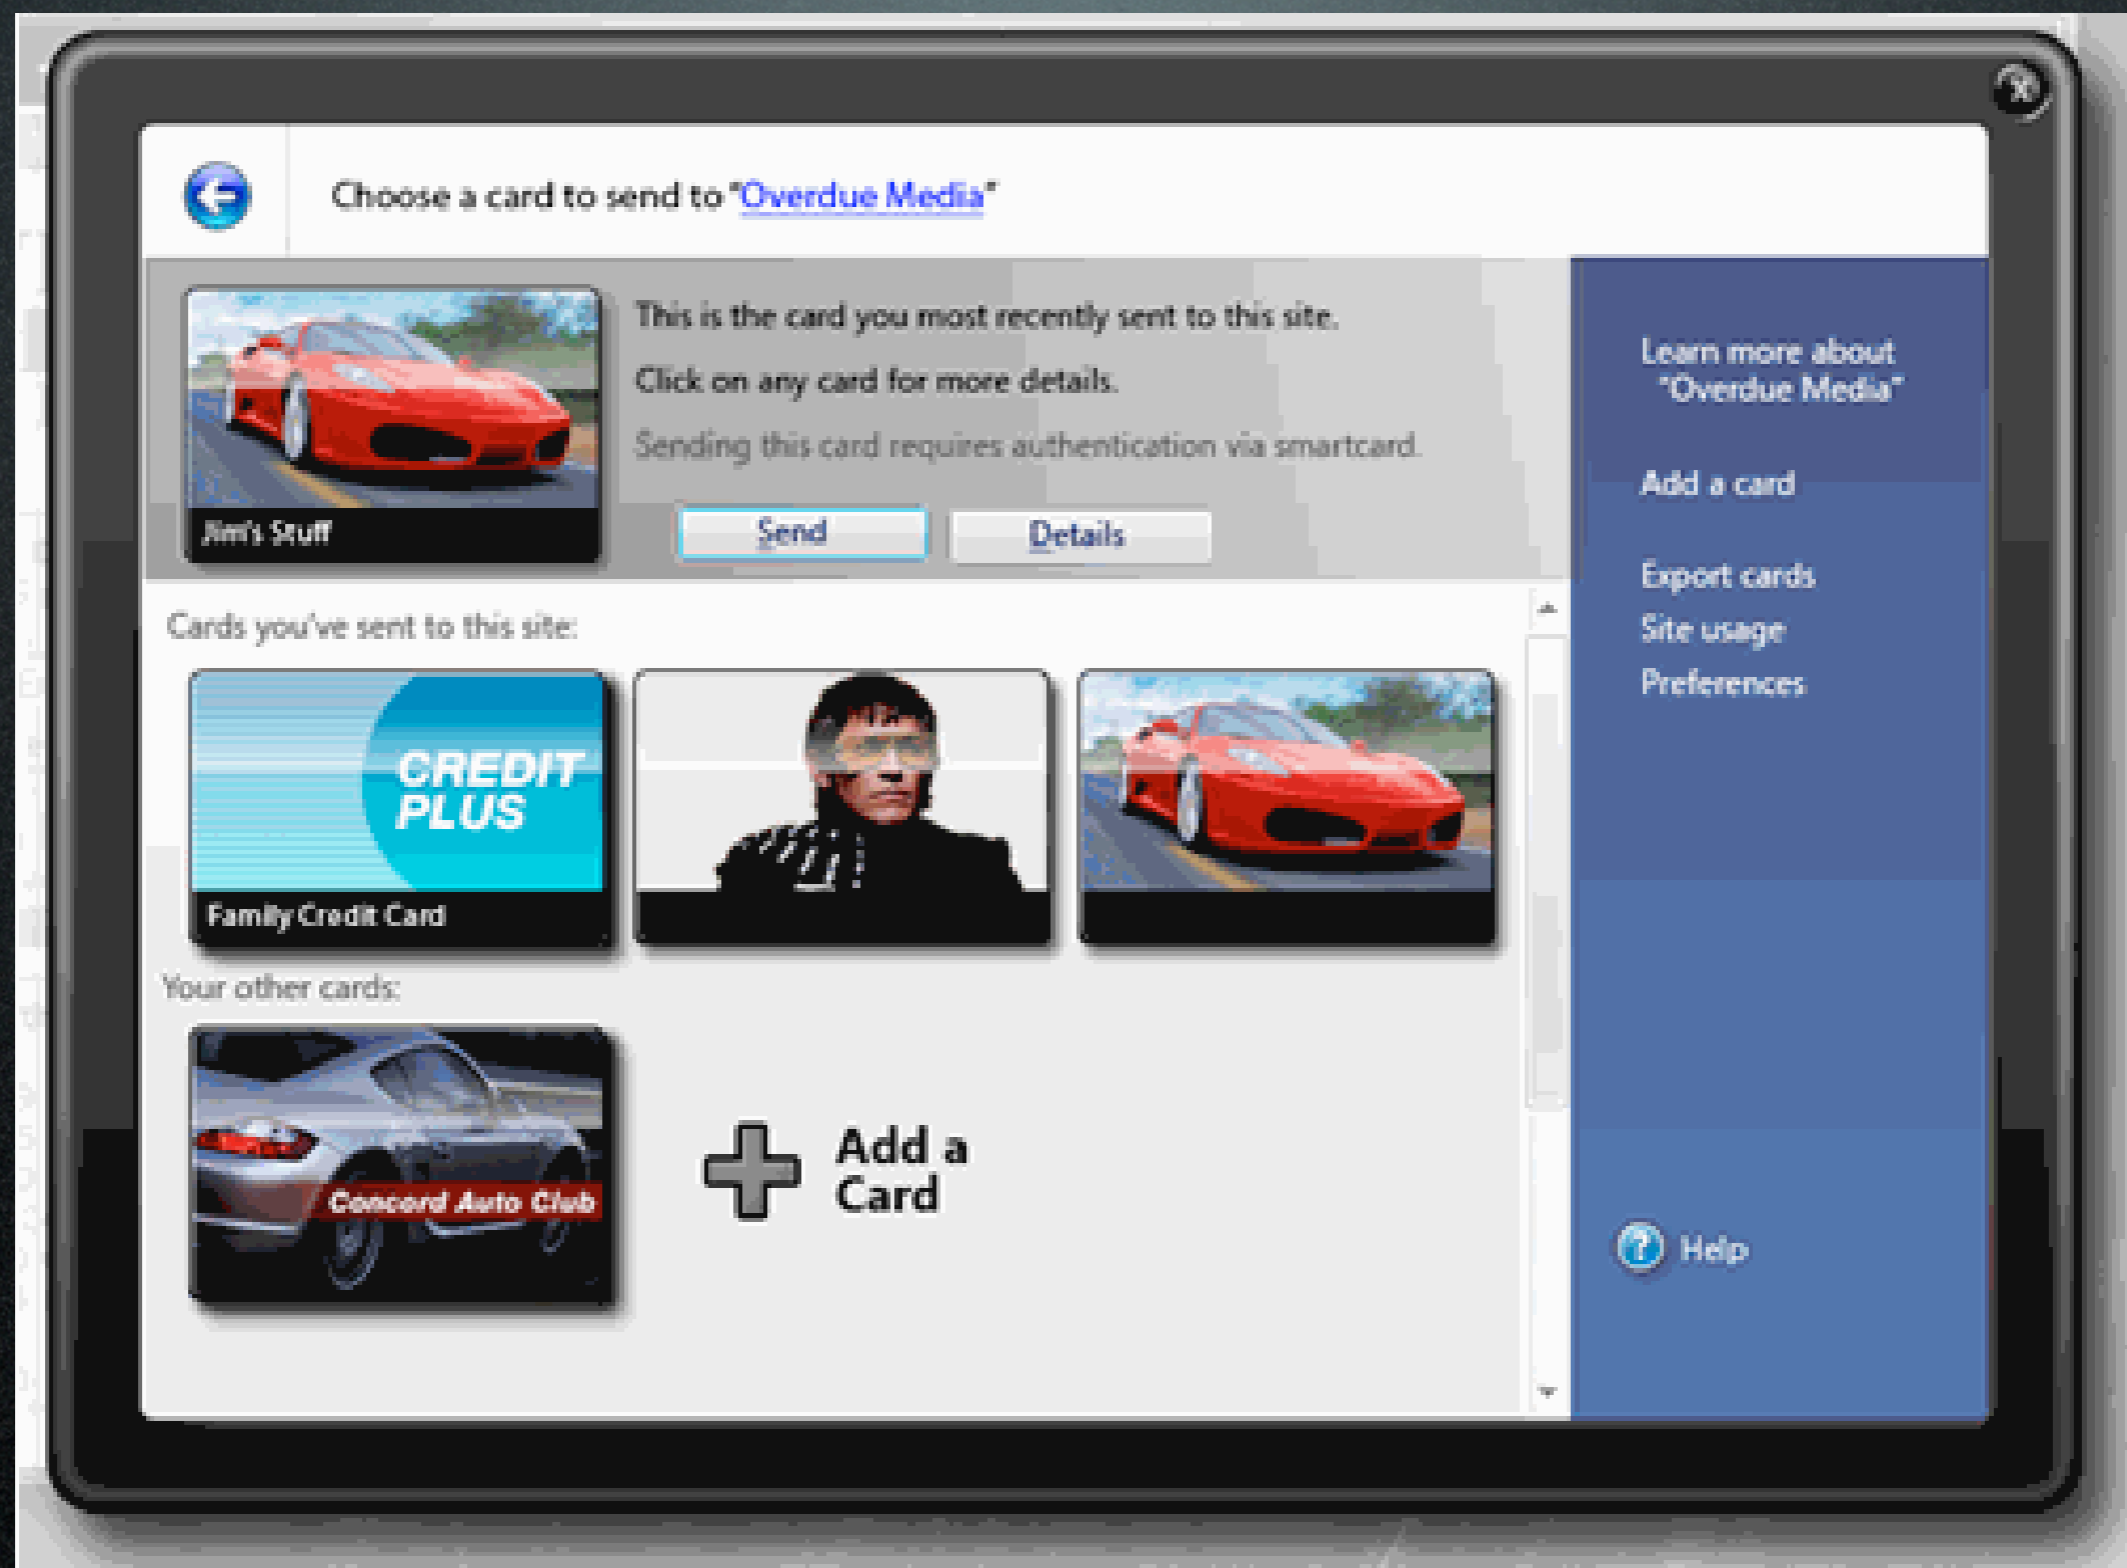 Choose a card to send to "Overdue Media"
This is the card you most recently sent to this site.
Click on any card for more details.
Sending this card requires authentication via smartcard.
Jim's Stuff
Send
Details
Cards you've sent to this site:
CREDIT
PLUS
Family Credit Card
Your other cards:
Concord Auto Club
Add a
Card
Learn more about
"Overdue Media"
Add a card
Export cards
Site usage
Preferences
? Help